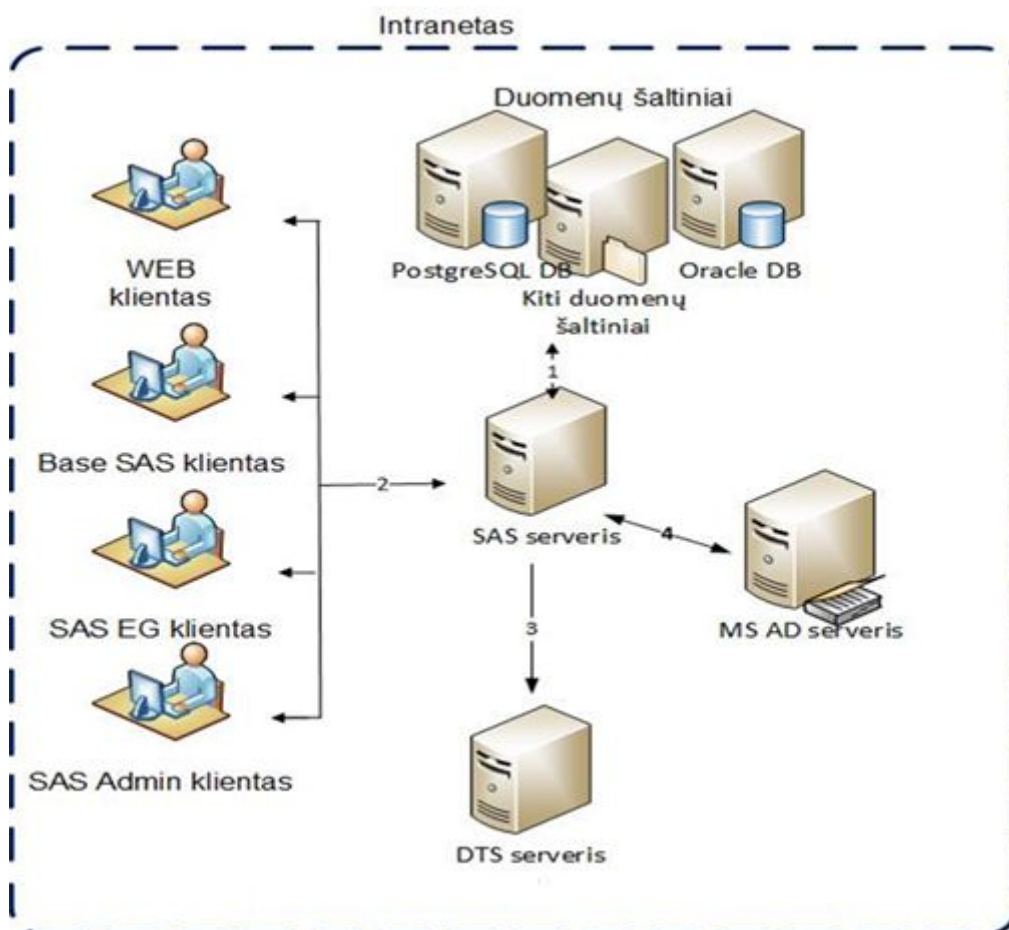 Intranetas
Duomenų šaltiniai
PostgreSQL DB
Oracle DB
Kiti duomenų
šaltiniai
WEB
klientas
1
Base SAS klientas
2
SAS serveris
4
SAS EG klientas
3
MS AD serveris
SAS Admin klientas
DTS serveris